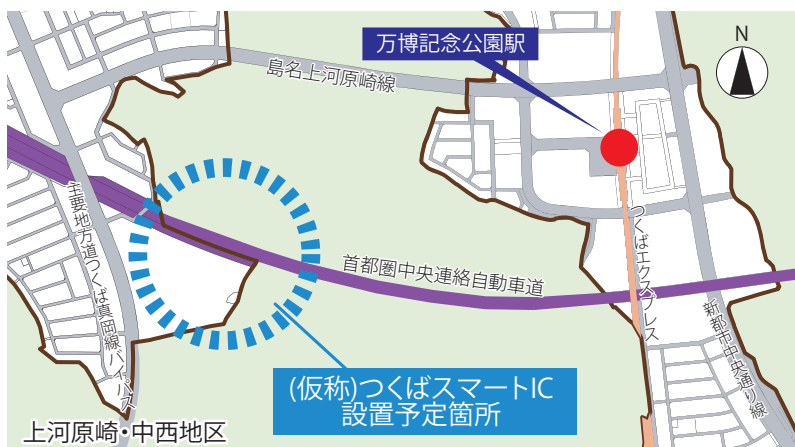 万博記念公園駅
N
島名上河原崎線
主要地方道つくば真岡線バイパス
首都圏中央連絡自動車道
つくばエクスプレス
新都市中央通り線
(仮称)つくばスマートIC
設置予定箇所
上河原崎・中西地区